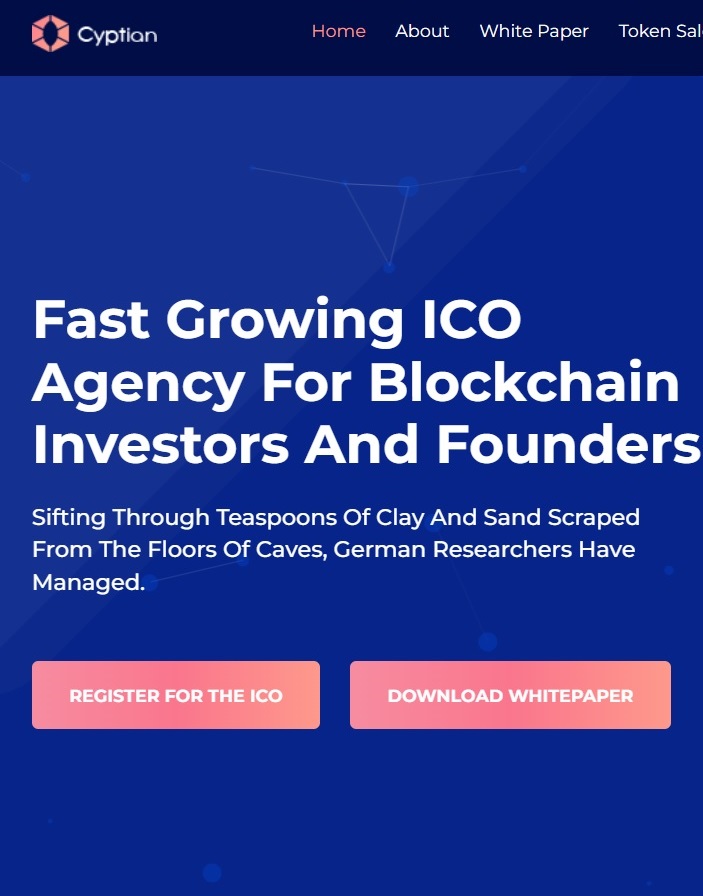 Cyptian Home About White Paper Token Sal
Fast Growing ICO
Agency For Blockchain
Investors And Founders
Sifting Through Teaspoons Of Clay And Sand Scraped
From The Floors Of Caves, German Researchers Have
Managed.
REGISTER FOR THE ICO DOWNLOAD WHITEPAPER